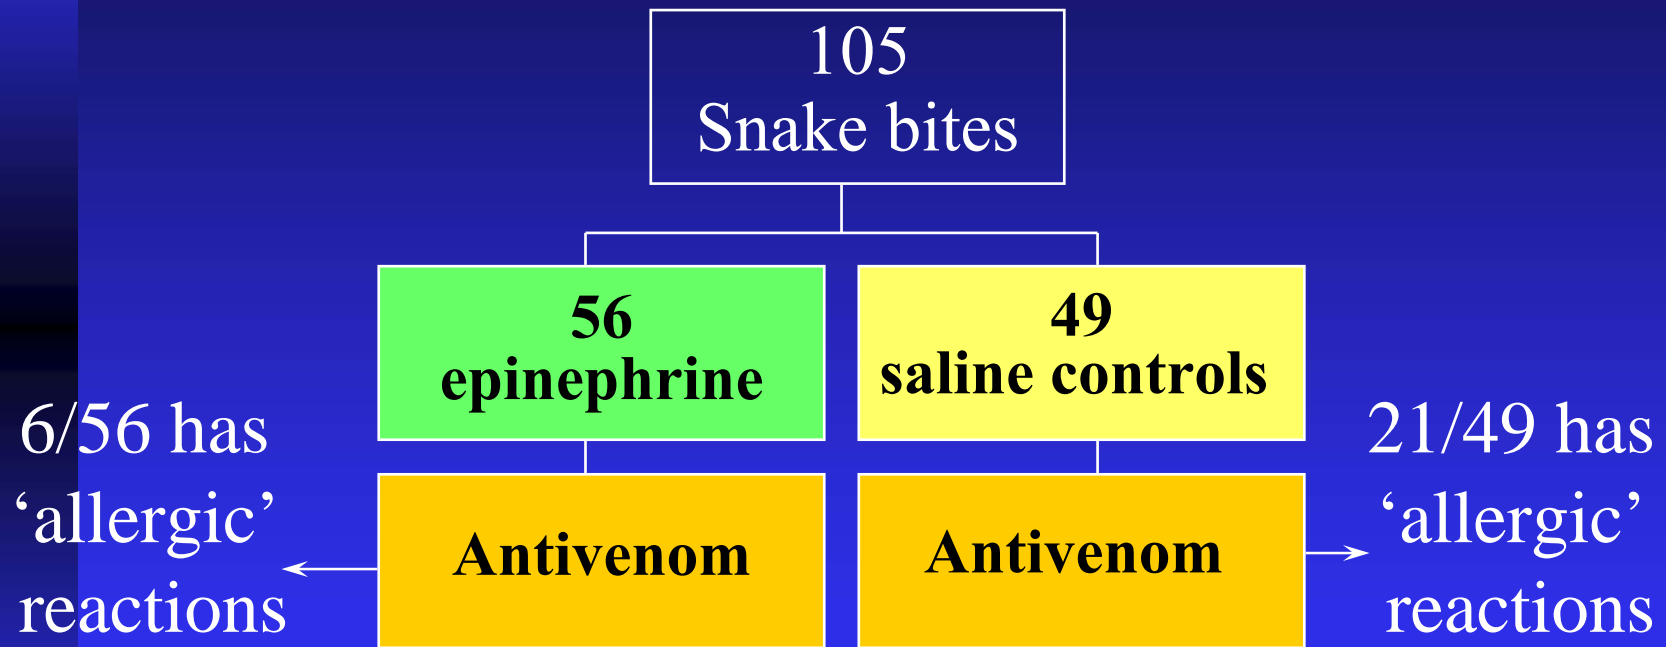 105
Snake bites
56
epinephrine
49
saline controls
6/56 has
‘allergic’
reactions
Antivenom
Antivenom
21/49 has
‘allergic’
reactions